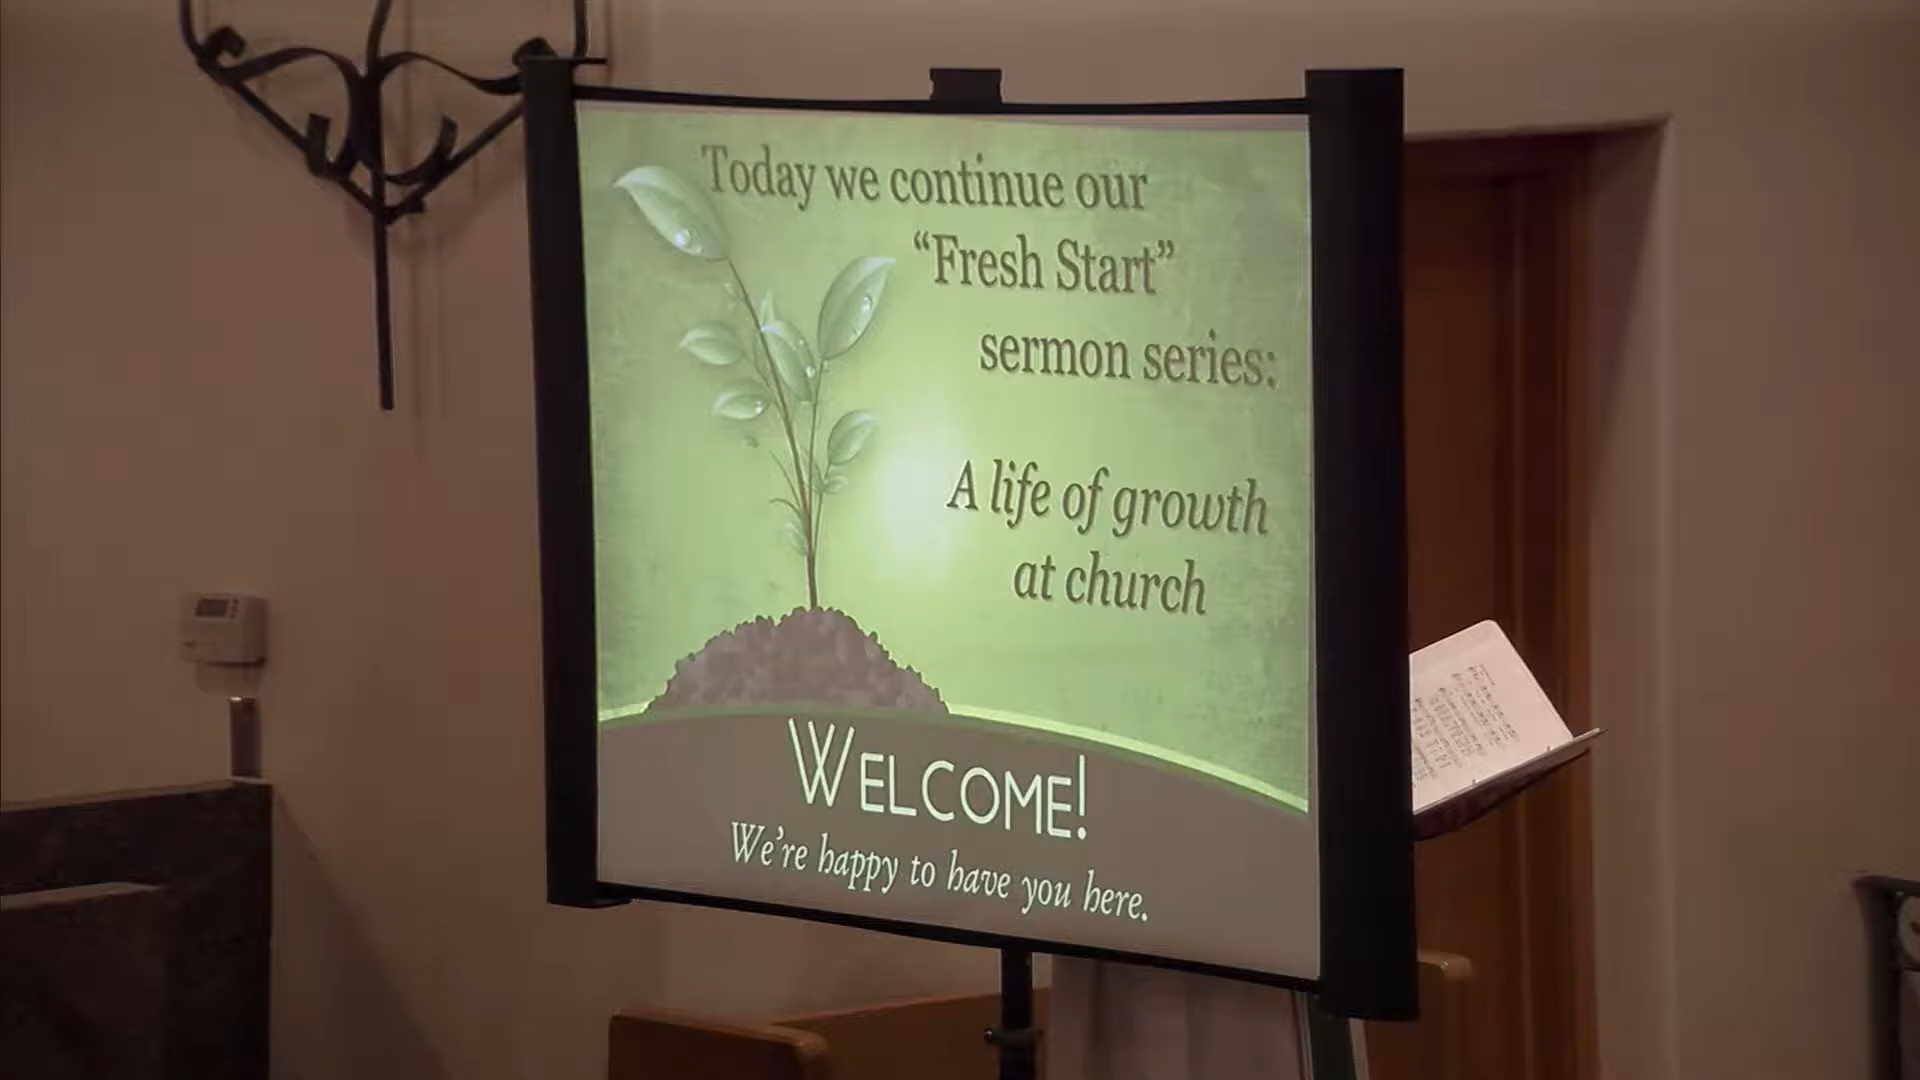 Today we continue our
“Fresh Start”
sermon series:
A life of growth
at church
WELCOME!
We're happy to have you here.